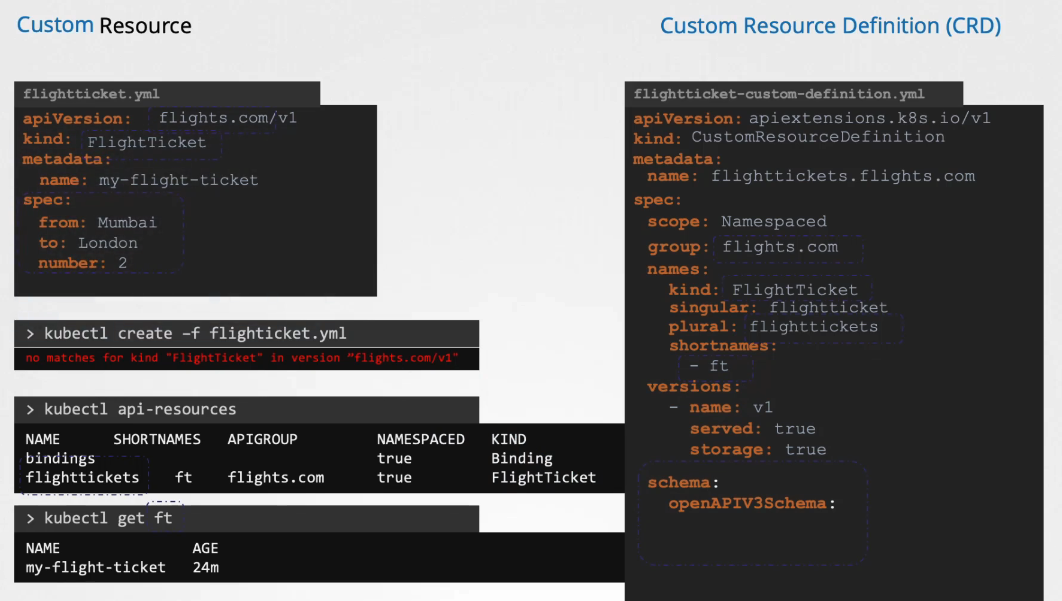 Custom Resource
flightticket.yml
apiVersion: flights.com/v1
kind: FlightTicket
metadata:
name: my-flight-ticket
spec:
from: Mumbai
to: London
number: 2
> kubectl create –f flighticket.yml
no matches for kind "FlightTicket" in version "flights.com/v1"
> kubectl api-resources
NAME SHORTNAMES APIGROUP NAMESPACED KIND
bindings true Binding
flighttickets ft flights.com true FlightTicket
> kubectl get ft
NAME AGE
my-flight-ticket 24m
Custom Resource Definition (CRD)
flightticket-custom-definition.yml
apiVersion: apiextensions.k8s.io/v1
kind: CustomResourceDefinition
metadata:
name: flighttickets.flights.com
spec:
scope: Namespaced
group: flights.com
names:
kind: FlightTicket
singular: flightticket
plural: flighttickets
shortnames:
- ft
versions:
- name: v1
served: true
storage: true
schema:
openAPIV3Schema: